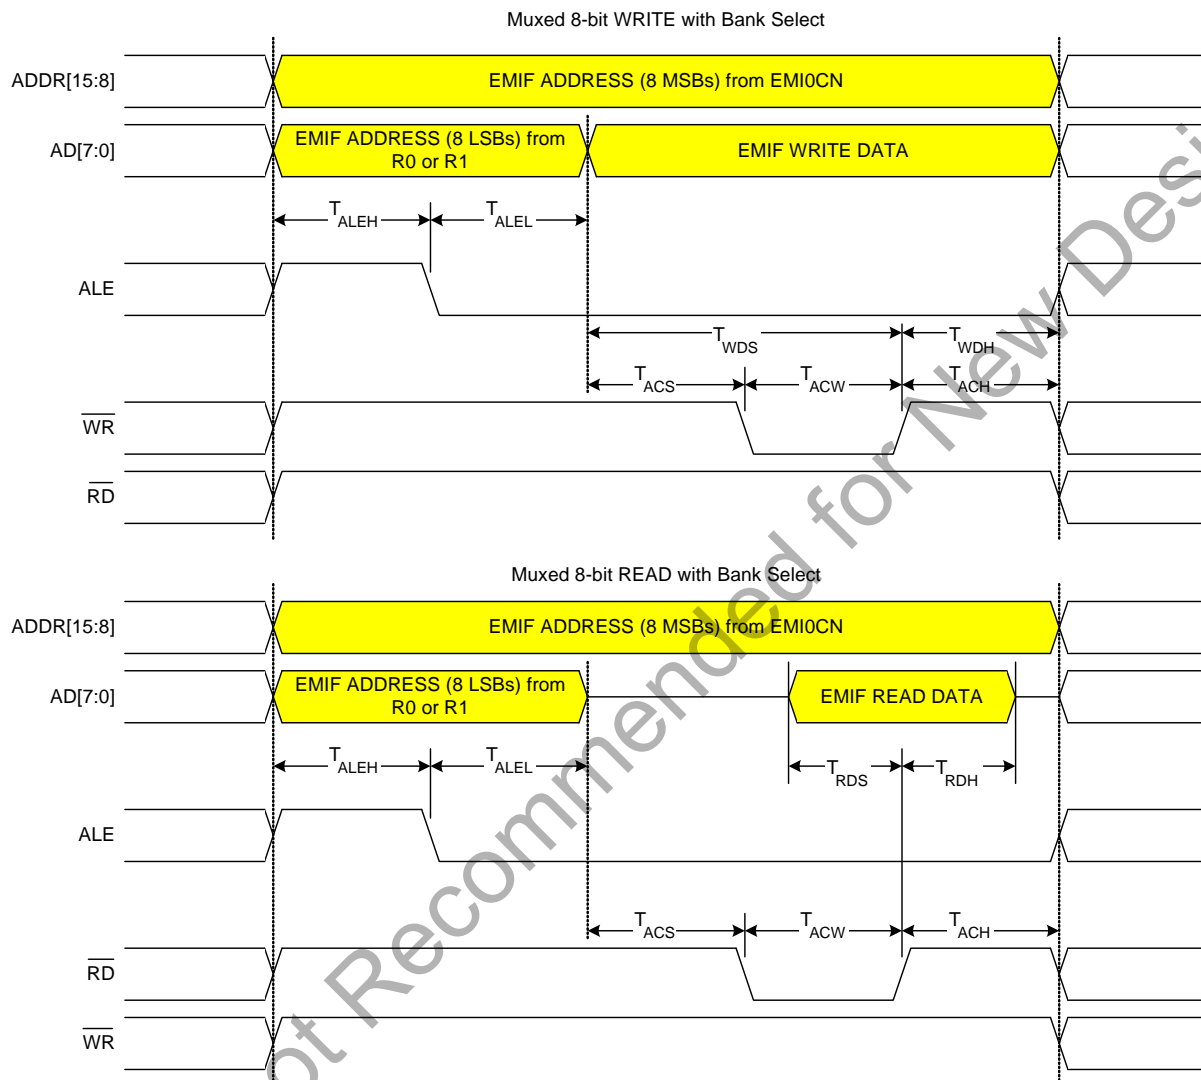 Muxed 8-bit WRITE with Bank Select
ADDR[15:8]
EMIF ADDRESS (8 MSBs) from EMI0CN
AD[7:0]
EMIF ADDRESS (8 LSBs) from
R0 or R1
EMIF WRITE DATA
TALEH
TALEL
ALE
TWDS
TWDH
TACS
TACW
TACH
WR
RD
Muxed 8-bit READ with Bank Select
ADDR[15:8]
EMIF ADDRESS (8 MSBs) from EMI0CN
AD[7:0]
EMIF ADDRESS (8 LSBs) from
R0 or R1
EMIF READ DATA
TALEH
TALEL
TRDS
TRDH
ALE
TACS
TACW
TACH
RD
WR
Recommended for New